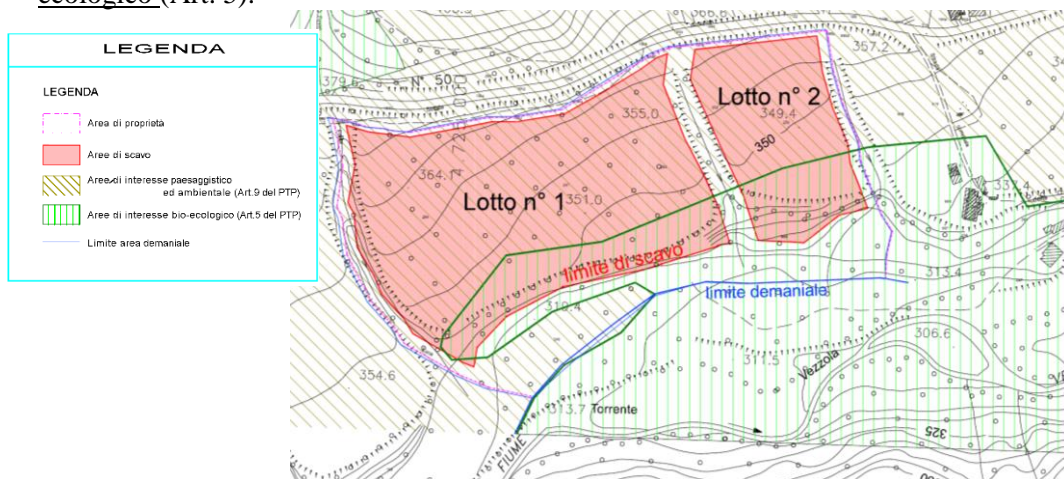 ecologico (Art. 5).
LEGENDA
LEGENDA
Area di proprietà
Aree di scavo
Aree di interesse paesaggistico
ed ambientale (Art.9 del PTP)
Aree di interesse bio-ecologico (Art.5 del PTP)
Limite area demaniale
366.6
357.2
379.6
N° 50
355.0
Lotto n° 2
349.4
350
364.1
Lotto n° 1
351.0
limite di scavo
313.4
limite demaniale
310.4
306.6
354.6
311.5
Vezzola
313.7
Torrente
FIUME
325